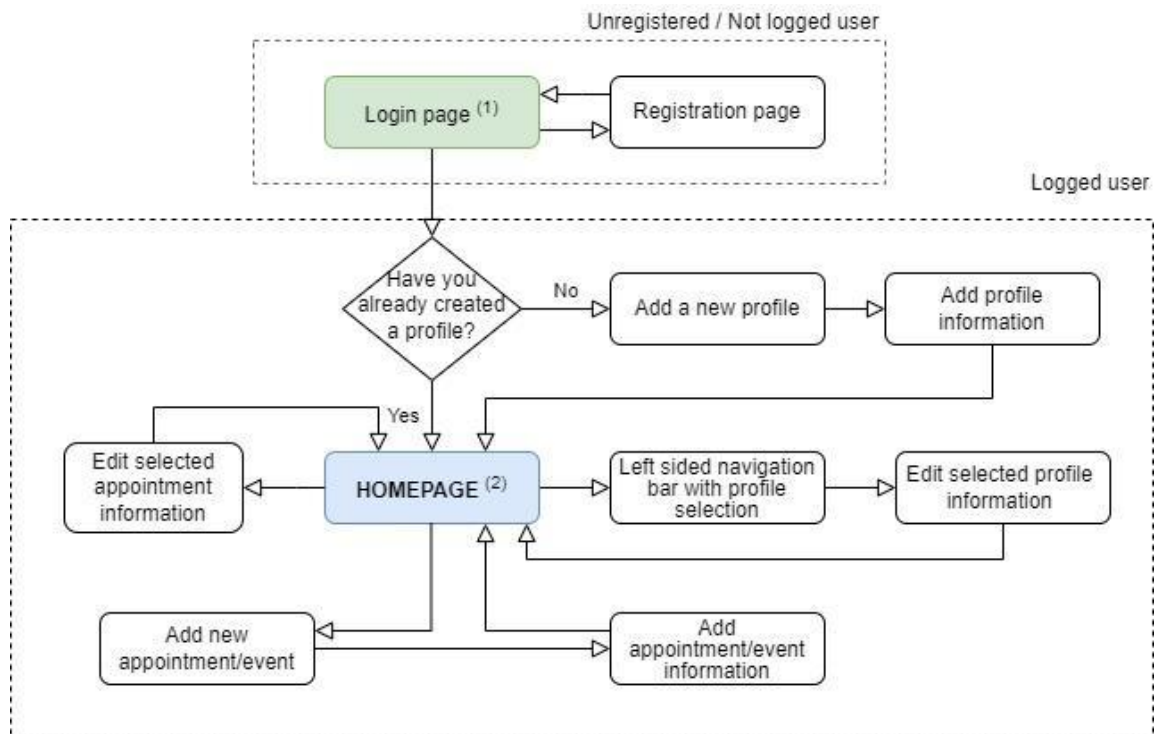 Unregistered / Not logged user
Login page (1)
Registration page
Logged user
Have you
already created
a profile?
No
Add a new profile
Add profile
information
Yes
Edit selected
appointment
information
HOMEPAGE (2)
Left sided navigation
bar with profile
selection
Edit selected profile
information
Add new
appointment/event
Add
appointment/event
information